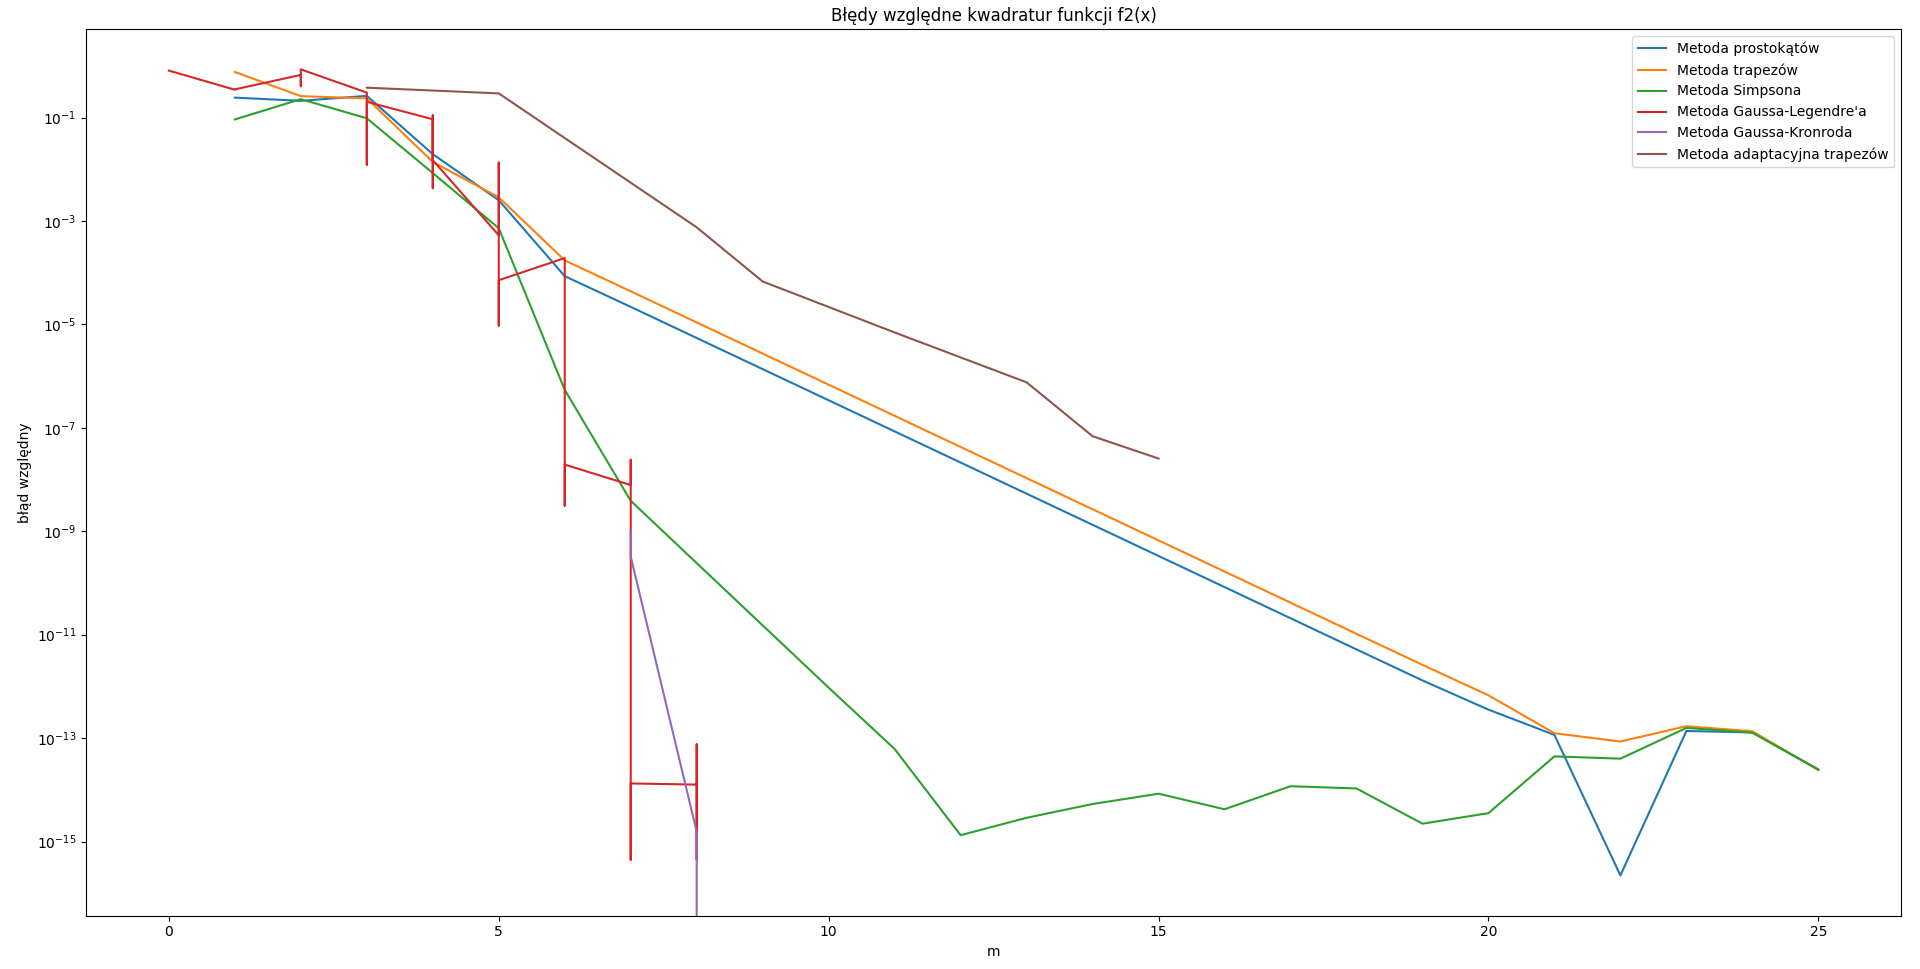 Błędy względne kwadratur funkcji f2(x)
Metoda prostokątów
Metoda trapezów
Metoda Simpsona
Metoda Gaussa-Legendre'a
Metoda Gaussa-Kronroda
Metoda adaptacyjna trapezów
błąd względny
10⁻¹
10⁻³
10⁻⁵
10⁻⁷
10⁻⁹
10⁻¹¹
10⁻¹³
10⁻¹⁵
0 5 10 15 20 25
m